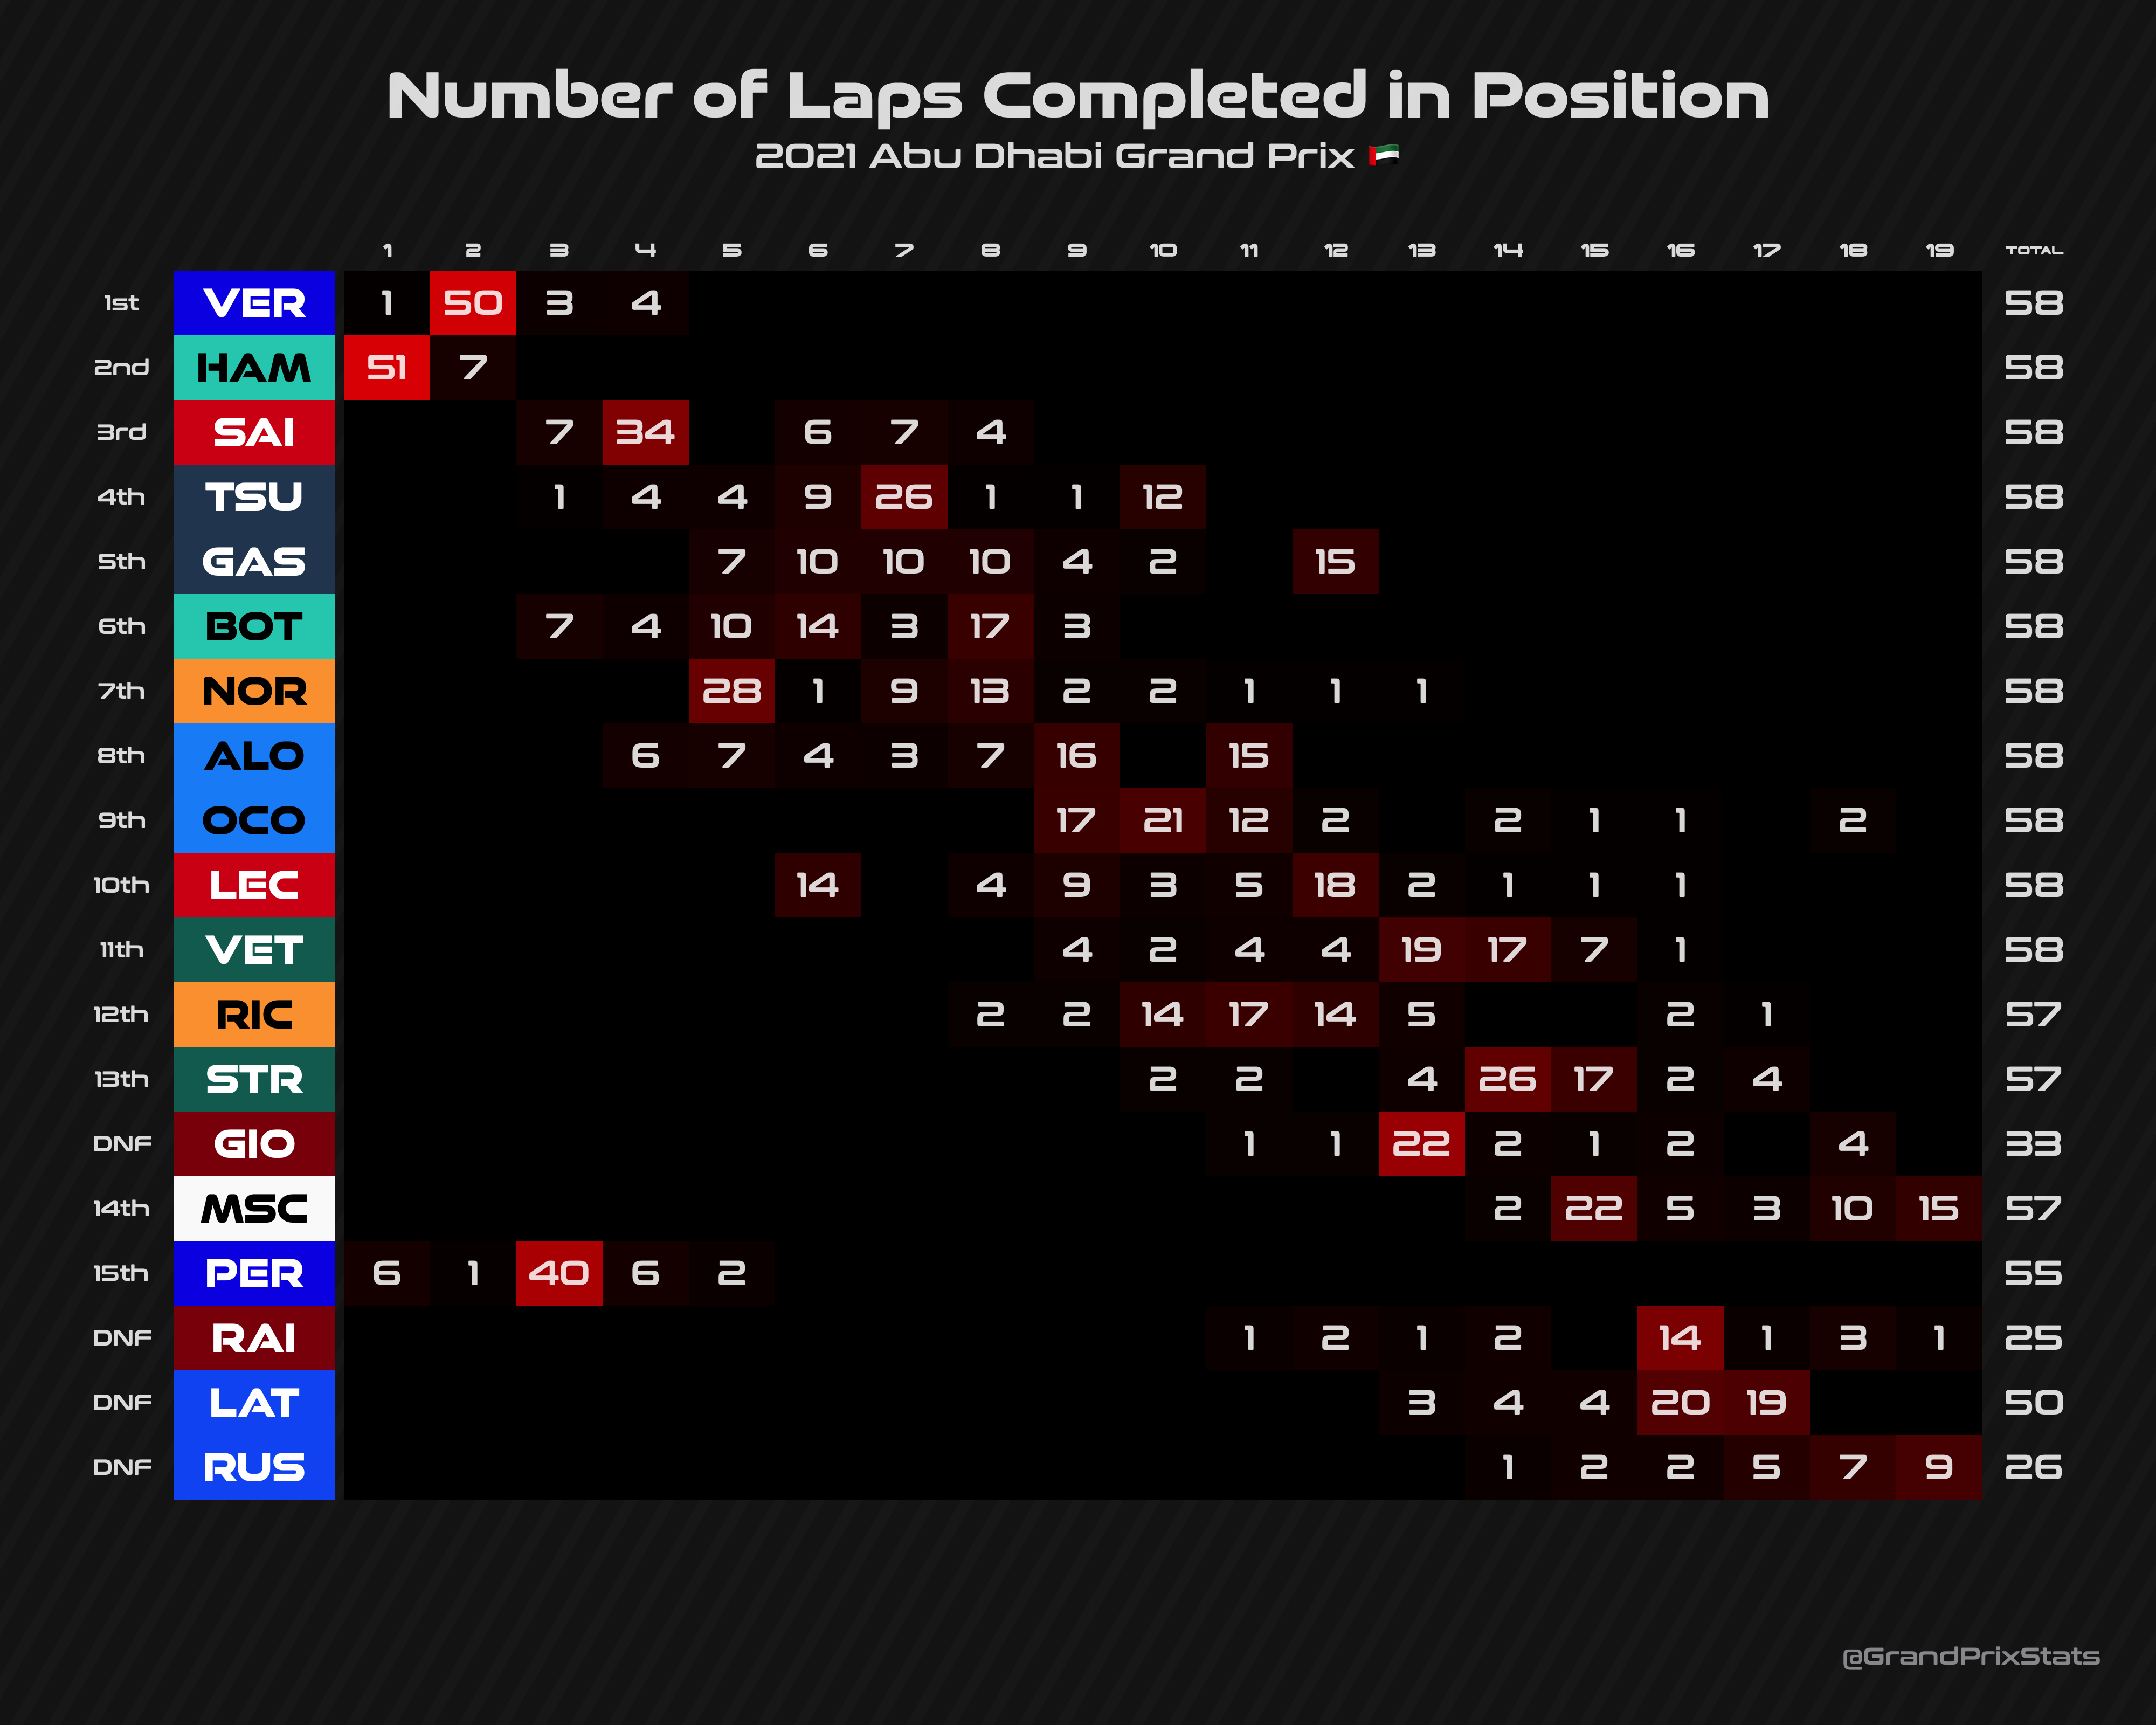 Number of Laps Completed in Position
2021 Abu Dhabi Grand Prix
1 2 3 4 5 6 7 8 9 10 11 12 13 14 15 16 17 18 19 TOTAL
1st VER 1 50 3 4 58
2nd HAM 51 7 58
3rd SAI 7 34 6 7 4 58
4th TSU 1 4 4 9 26 1 1 12 58
5th GAS 7 10 10 10 4 2 15 58
6th BOT 7 4 10 14 3 17 3 58
7th NOR 28 1 9 13 2 2 1 1 1 58
8th ALO 6 7 4 3 7 16 15 58
9th OCO 17 21 12 2 2 1 1 2 58
10th LEC 14 4 9 3 5 18 2 1 1 1 58
11th VET 4 2 4 4 19 17 7 1 58
12th RIC 2 2 14 17 14 5 2 1 57
13th STR 2 2 4 26 17 2 4 57
DNF GIO 1 1 22 2 1 2 4 33
14th MSC 2 22 5 3 10 15 57
15th PER 6 1 40 6 2 55
DNF RAI 1 2 1 2 14 1 3 1 25
DNF LAT 3 4 4 20 19 50
DNF RUS 1 2 2 5 7 9 26
@GrandPrixStats